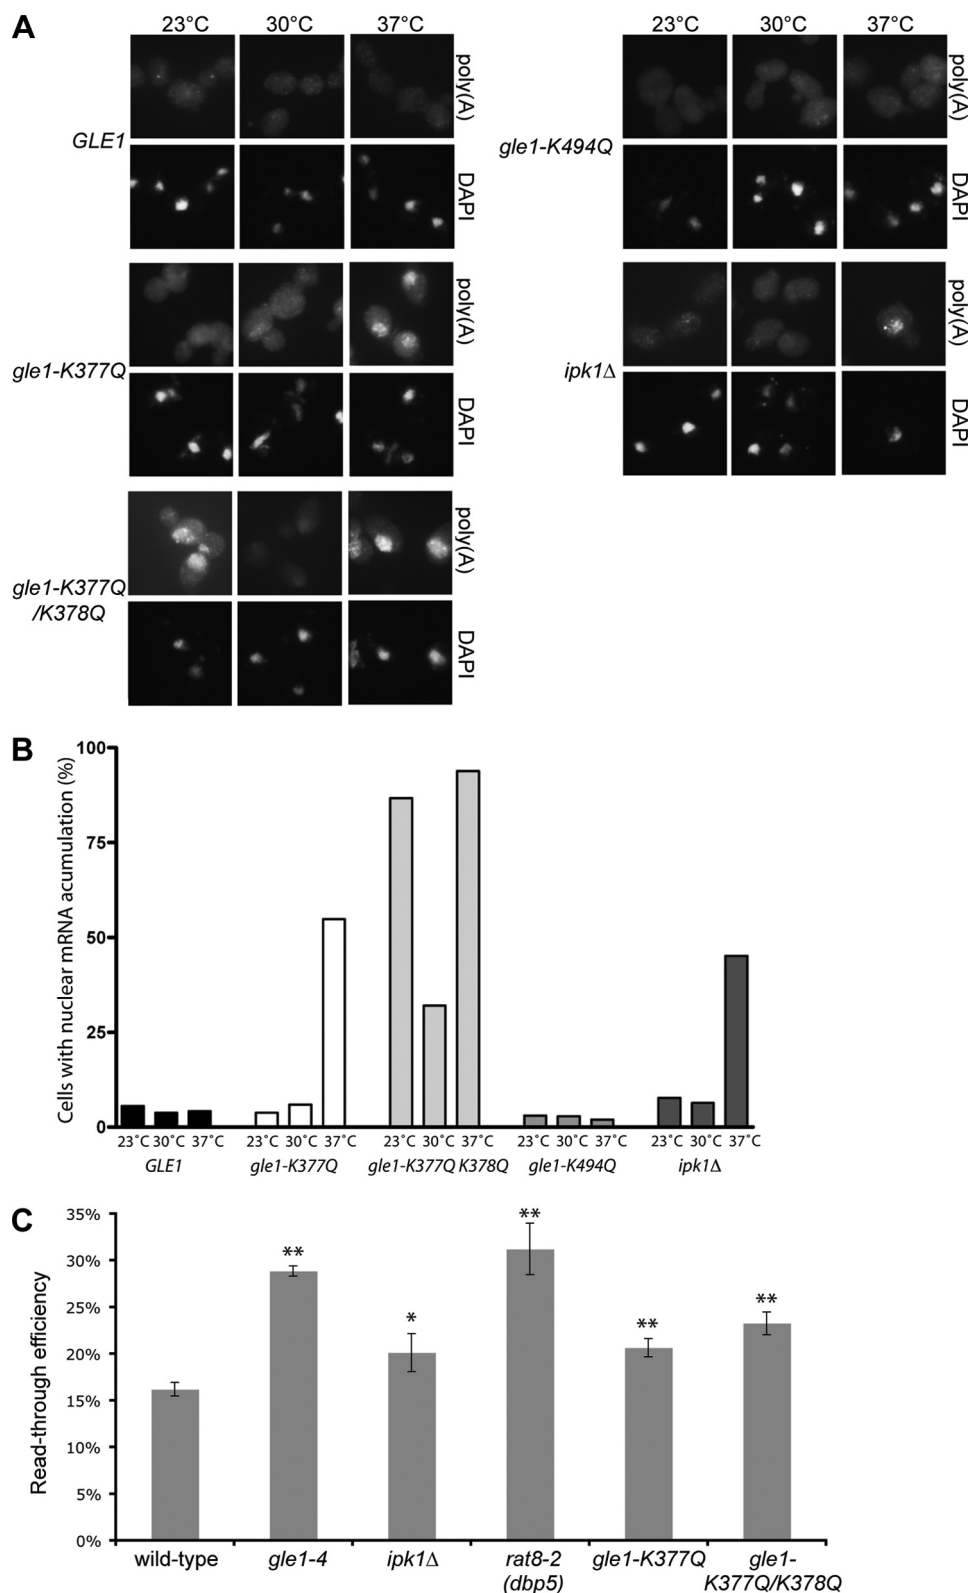 A
23°C 30°C 37°C
23°C 30°C 37°C
poly(A)
GLE1
DAPI
poly(A)
gle1-K494Q
DAPI
poly(A)
gle1-K377Q
DAPI
poly(A)
ipk1Δ
DAPI
poly(A)
gle1-K377Q
/K378Q
DAPI
B
Cells with nuclear mRNA acumulation (%)
100
75
50
25
0
23˚C 30˚C 37˚C 23˚C 30˚C 37˚C 23˚C 30˚C 37˚C 23˚C 30˚C 37˚C 23˚C 30˚C 37˚C
GLE1 gle1-K377Q gle1-K377Q K378Q gle1-K494Q ipk1Δ
C
Read-through efficiency
35%
30%
25%
20%
15%
10%
5%
0%
** * ** ** **
wild-type gle1-4 ipk1Δ rat8-2 gle1-K377Q gle1-
(dbp5) K377Q/K378Q